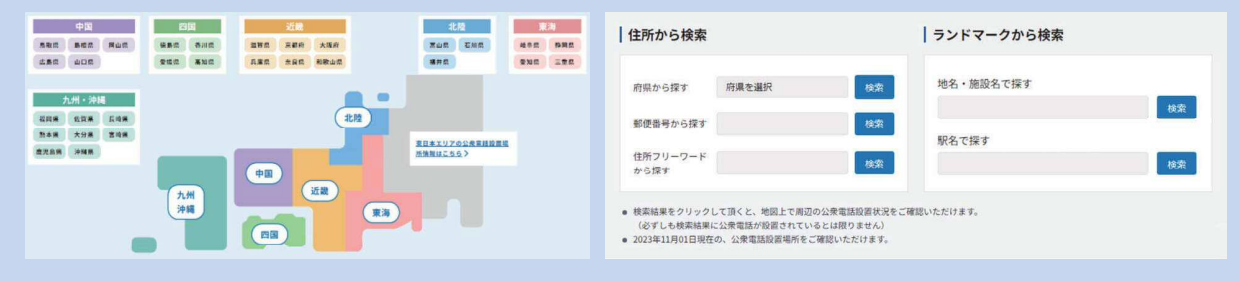 中国
鳥取県 島根県 岡山県
広島県 山口県
四国
徳島県 香川県
愛媛県 高知県
近畿
滋賀県 京都府 大阪府
兵庫県 奈良県 和歌山県
北陸
富山県 石川県
福井県
東海
岐阜県 静岡県
愛知県 三重県
九州・沖縄
福岡県 佐賀県 長崎県
熊本県 大分県 宮崎県
鹿児島県 沖縄県
北陸
東日本エリアの公衆電話設置場
所情報はこちら
中国
近畿
九州
沖縄
東海
四国
住所から検索
府県から探す 府県を選択 検索
郵便番号から探す 検索
住所フリーワード
から探す 検索
ランドマークから検索
地名・施設名で探す
検索
駅名で探す
検索
● 検索結果をクリックして頂くと、地図上で周辺の公衆電話設置状況をご確認いただけます。
（必ずしも検索結果に公衆電話が設置されているとは限りません）
● 2023年11月01日現在の、公衆電話設置場所をご確認いただけます。